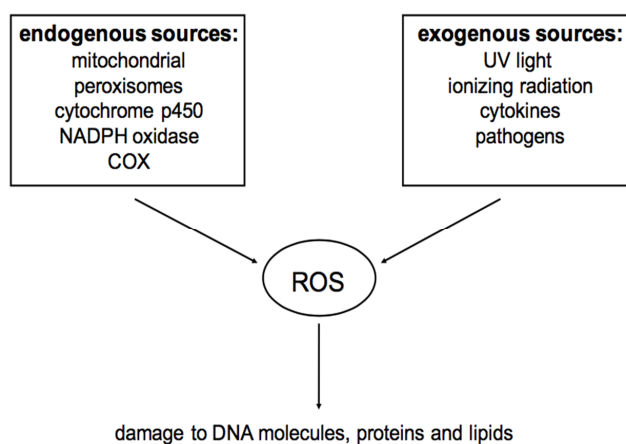 endogenous sources:
mitochondrial
peroxisomes
cytochrome p450
NADPH oxidase
COX
exogenous sources:
UV light
ionizing radiation
cytokines
pathogens
ROS
damage to DNA molecules, proteins and lipids